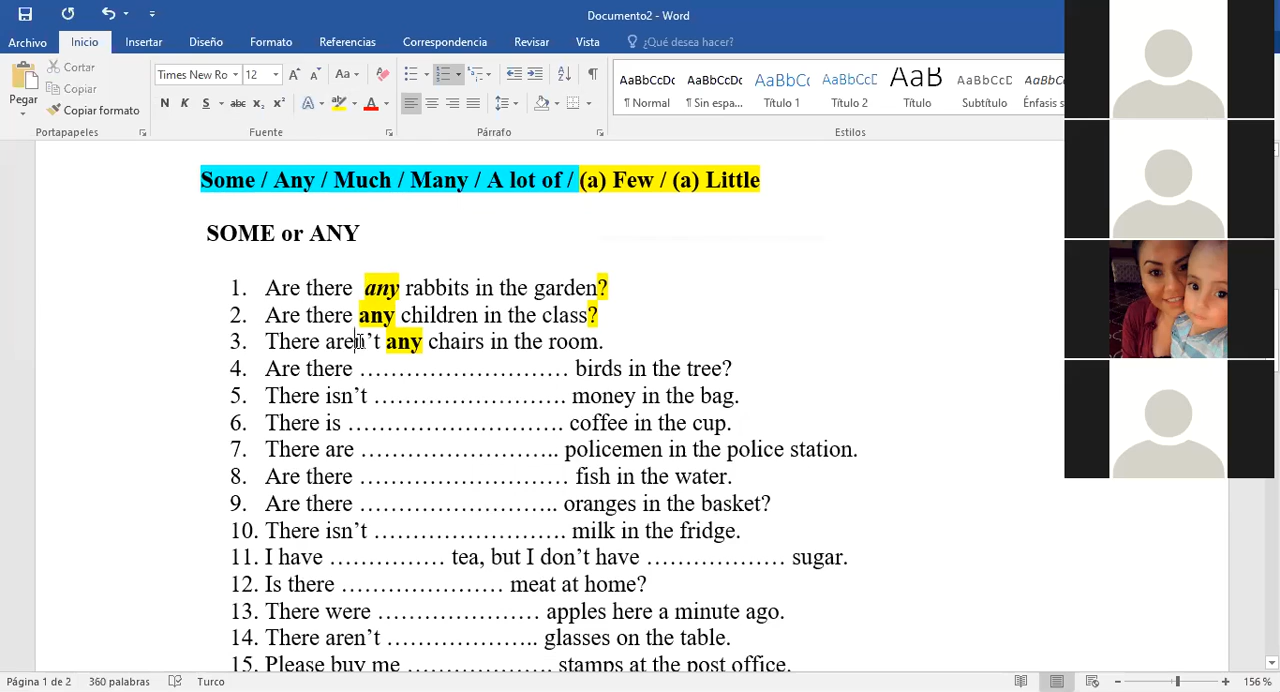 Documento2 - Word
Archivo Inicio Insertar Diseño Formato Referencias Correspondencia Revisar Vista ¿Qué desea hacer?
Pegar
Cortar
Copiar
Copiar formato
Times New Ro 12 Aa
N K S abc x₂ x² A ab A
AaBbCcDc AaBbCcDc AaBbCc AaBbCcD AaB AaBbCcD AaBbCcD
¶ Normal ¶ Sin espa... Título 1 Título 2 Título Subtítulo Énfasis s
Portapapeles Fuente Párrafo Estilos
Some / Any / Much / Many / A lot of / (a) Few / (a) Little
SOME or ANY
1. Are there any rabbits in the garden?
2. Are there any children in the class?
3. There aren’t any chairs in the room.
4. Are there ………………………… birds in the tree?
5. There isn’t ………………………. money in the bag.
6. There is ………………………. coffee in the cup.
7. There are ……………………….. policemen in the police station.
8. Are there ………………………… fish in the water.
9. Are there ……………………….. oranges in the basket?
10. There isn’t ………………………. milk in the fridge.
11. I have …………… tea, but I don’t have ……………… sugar.
12. Is there …………………… meat at home?
13. There were ………………… apples here a minute ago.
14. There aren’t ……………….. glasses on the table.
15. Please buy me ………………. stamps at the post office.
Página 1 de 2 360 palabras Turco 156 %